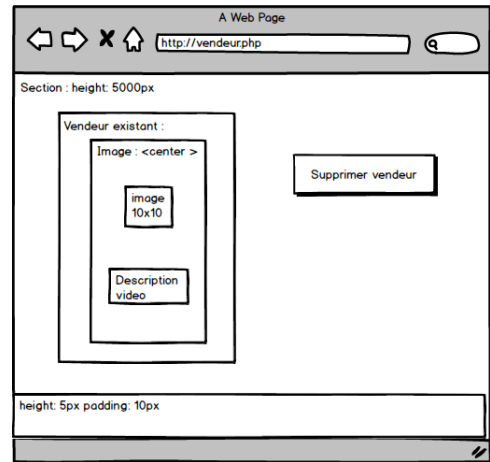 A Web Page
http://vendeur.php
Section : height: 5000px
Vendeur existant :
Image : <center >
Supprimer vendeur
image
10x10
Description
video
height: 5px padding: 10px